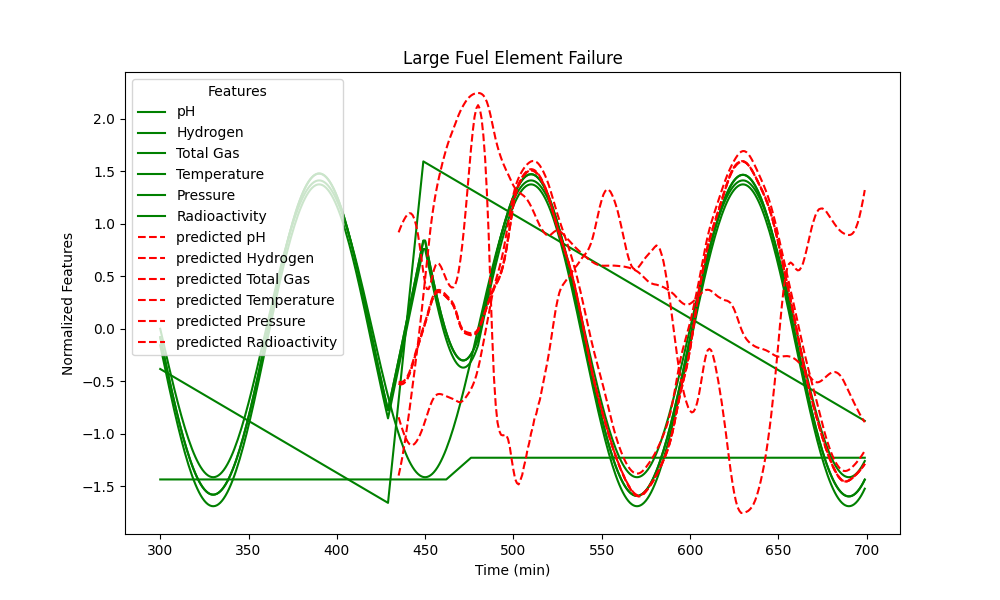 Large Fuel Element Failure
Normalized Features
2.0
1.5
1.0
0.5
0.0
−0.5
−1.0
−1.5
Features
pH
Hydrogen
Total Gas
Temperature
Pressure
Radioactivity
predicted pH
predicted Hydrogen
predicted Total Gas
predicted Temperature
predicted Pressure
predicted Radioactivity
300 350 400 450 500 550 600 650 700
Time (min)